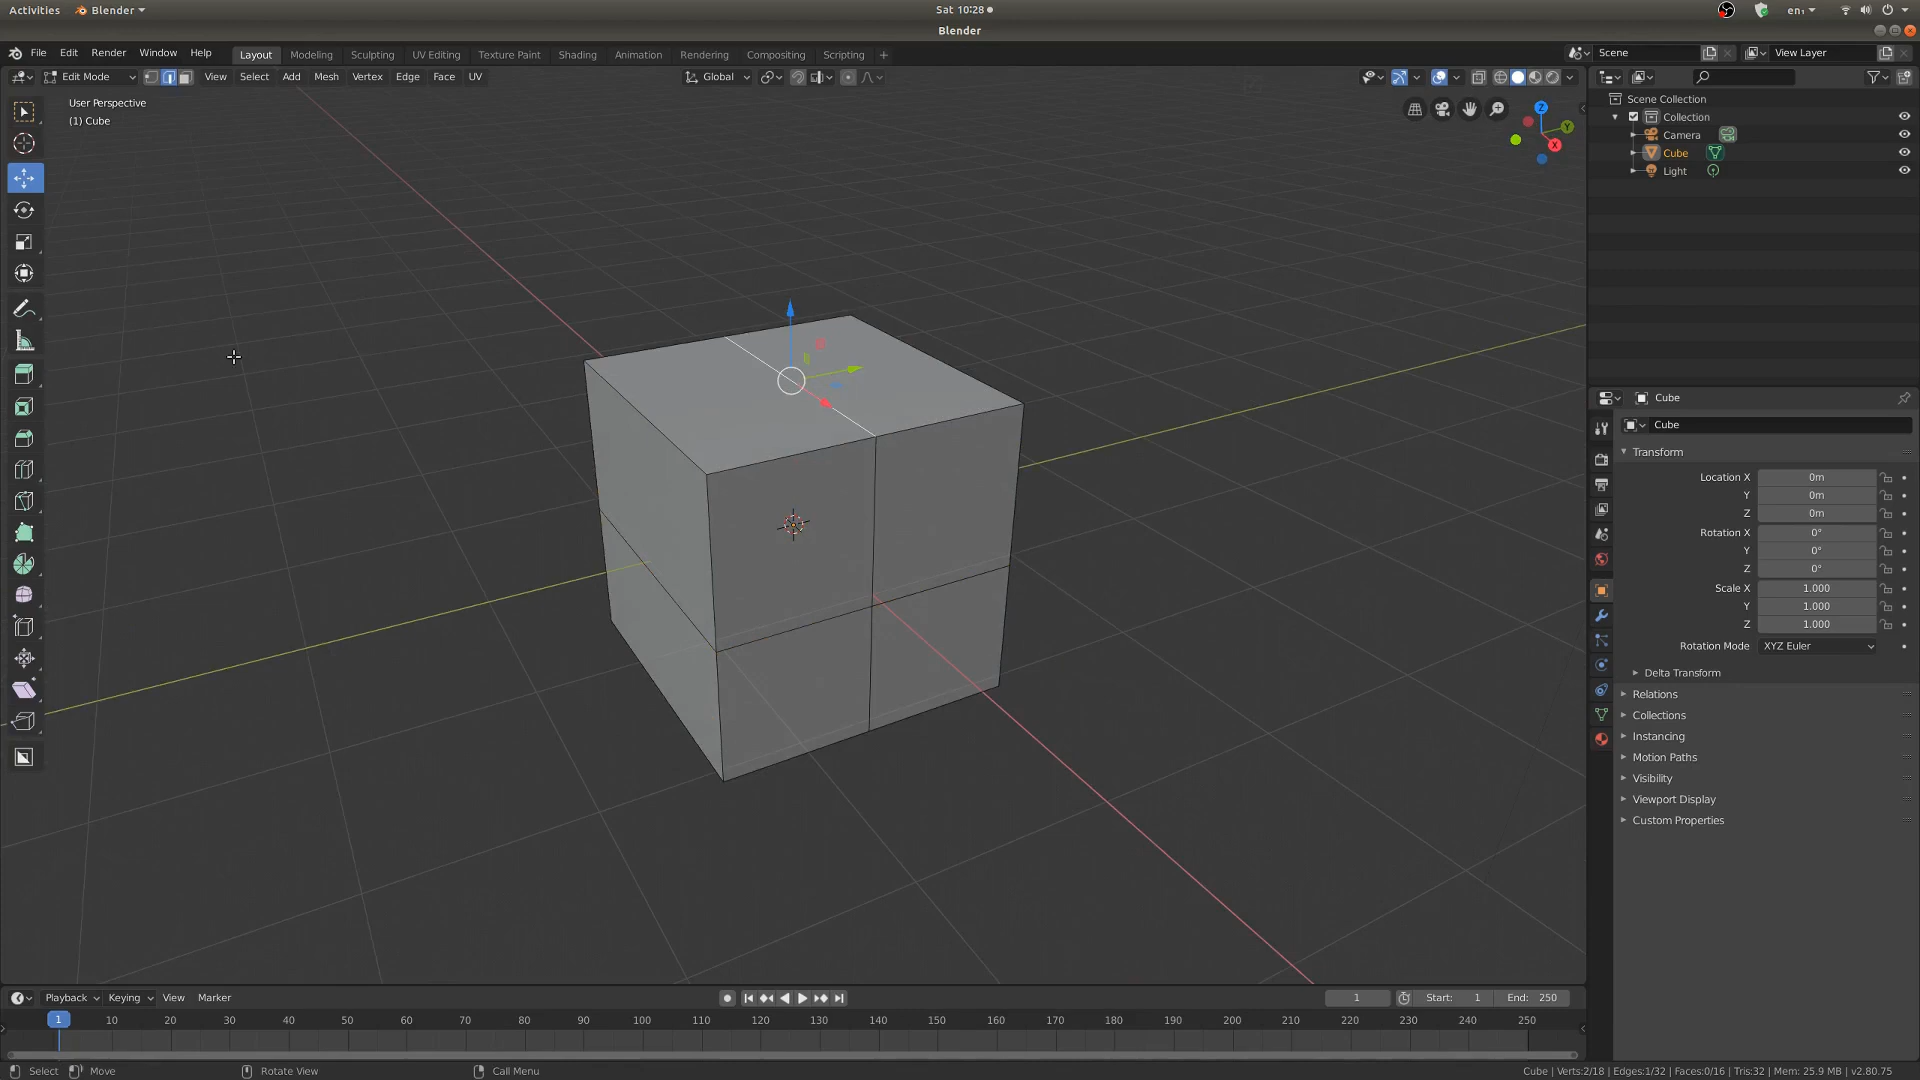 Activities Blender Sat 10:28 en₁
Blender
File Edit Render Window Help Layout Modeling Sculpting UV Editing Texture Paint Shading Animation Rendering Compositing Scripting + Scene View Layer
Edit Mode View Select Add Mesh Vertex Edge Face UV Global
User Perspective
(1) Cube
Z
Y
X
Scene Collection
Collection
Camera
Cube
Light
Cube
Cube
Transform
Location X 0m
Y 0m
Z 0m
Rotation X 0°
Y 0°
Z 0°
Scale X 1.000
Y 1.000
Z 1.000
Rotation Mode XYZ Euler
Delta Transform
Relations
Collections
Instancing
Motion Paths
Visibility
Viewport Display
Custom Properties
Playback Keying View Marker 1 Start: 1 End: 250
1 10 20 30 40 50 60 70 80 90 100 110 120 130 140 150 160 170 180 190 200 210 220 230 240 250
Select Move Rotate View Call Menu Cube | Verts:2/18 | Edges:1/32 | Faces:0/16 | Tris:32 | Mem: 25.9 MB | v2.80.75